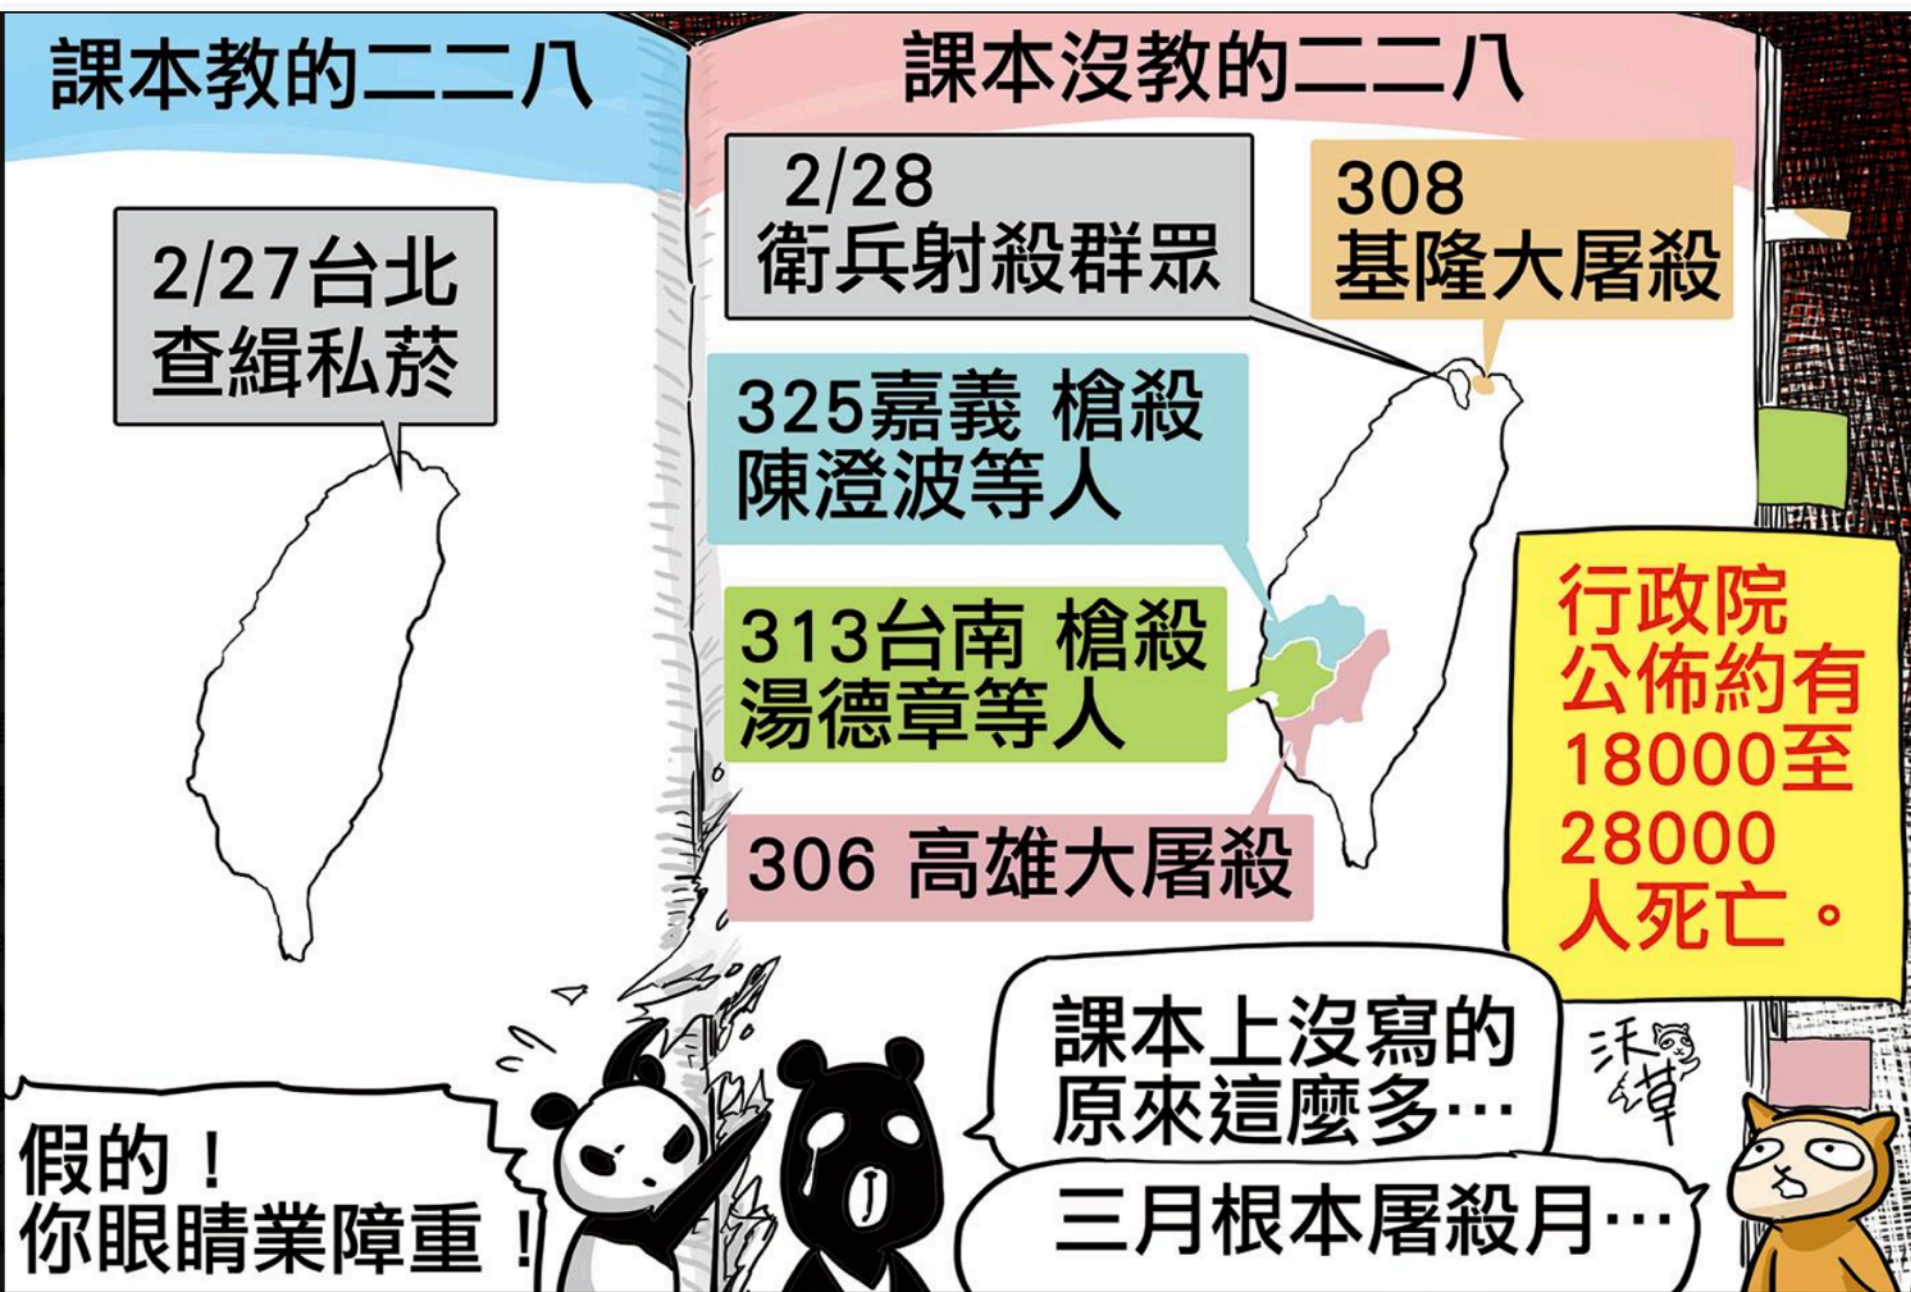 課本教的二二八
2/27台北
查緝私菸
課本沒教的二二八
2/28
衛兵射殺群眾
308
基隆大屠殺
325嘉義 槍殺
陳澄波等人
313台南 槍殺
湯德章等人
306 高雄大屠殺
行政院
公佈約有
18000至
28000
人死亡。
假的！
你眼睛業障重！
課本上沒寫的
原來這麼多…
三月根本屠殺月…
沃草